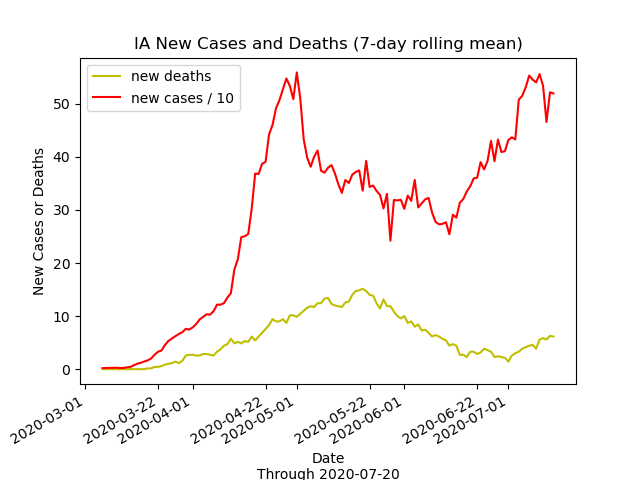 IA New Cases and Deaths (7-day rolling mean)
new deaths
new cases / 10
New Cases or Deaths
50
40
30
20
10
0
2020-03-01
2020-03-22
2020-04-01
2020-04-22
2020-05-01
2020-05-22
2020-06-01
2020-06-22
2020-07-01
Date
Through 2020-07-20